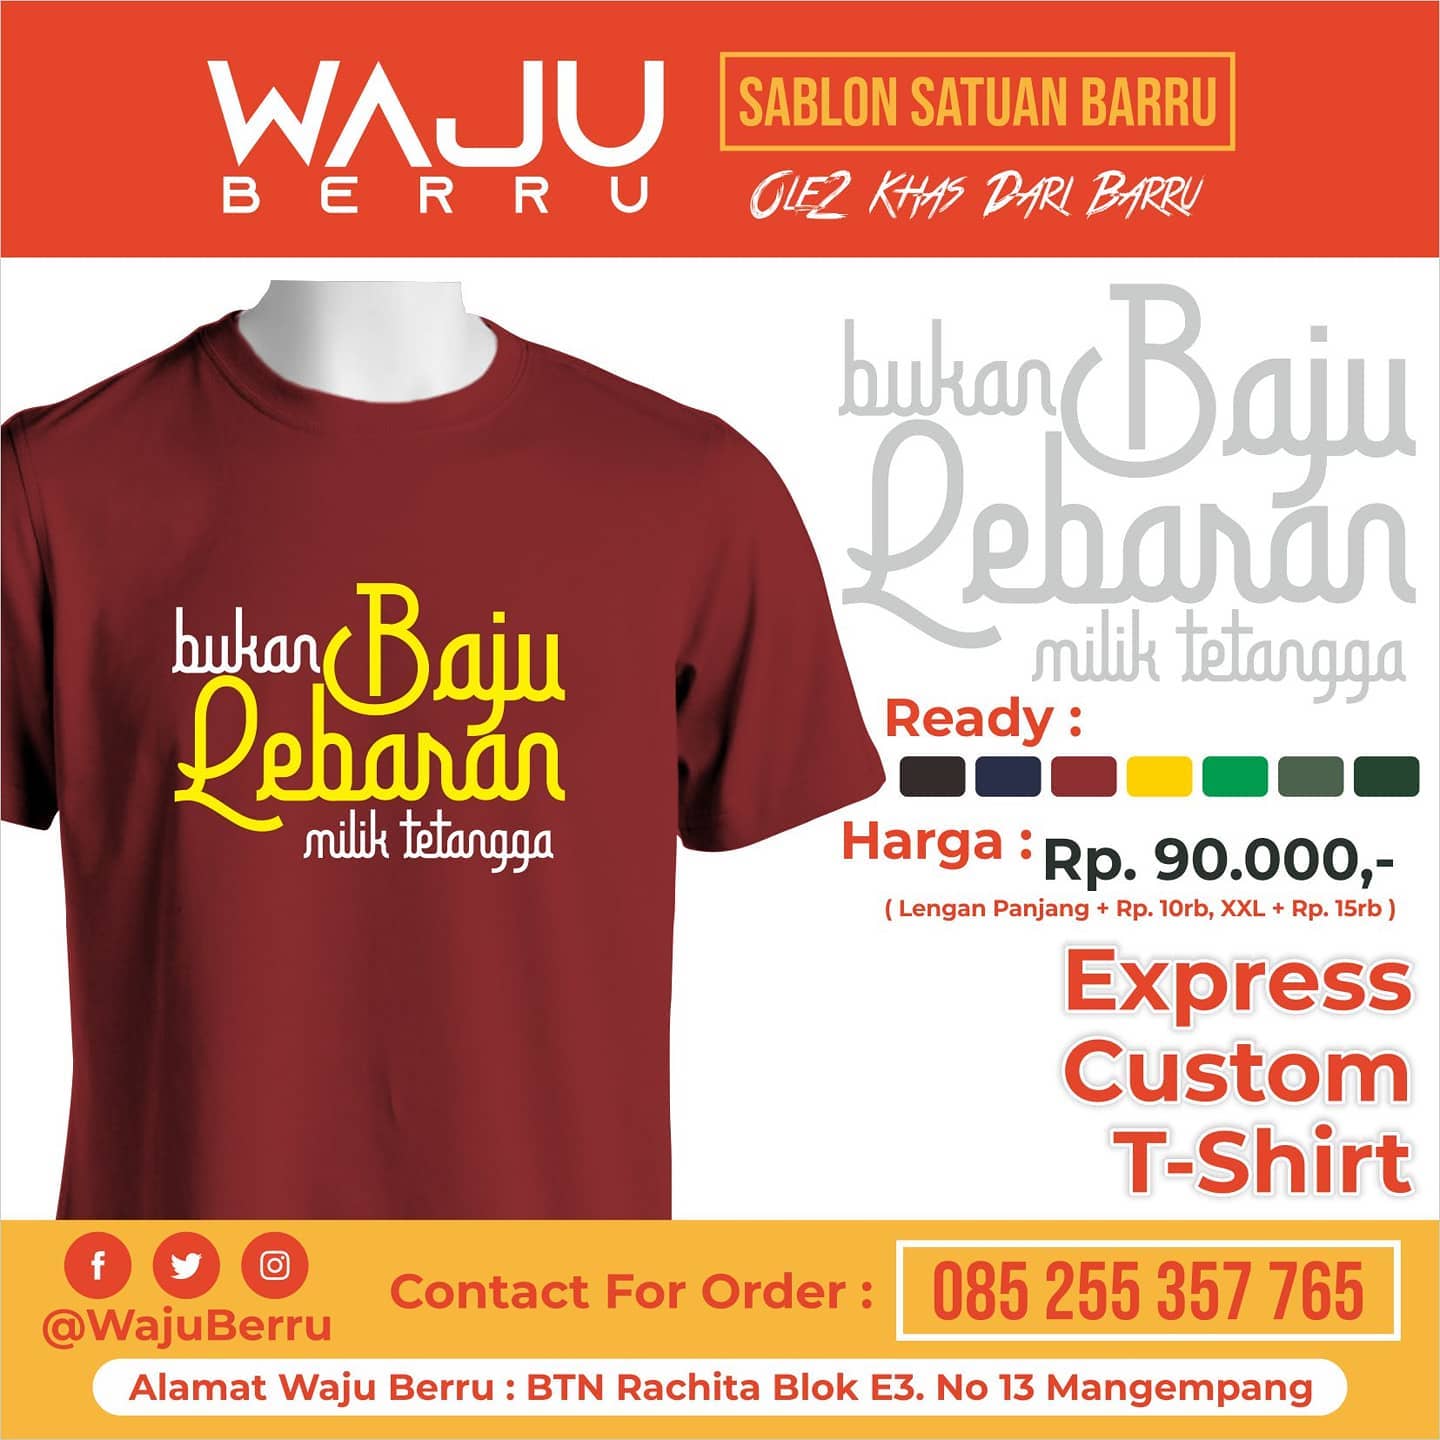 WAJU
BERRU
SABLON SATUAN BARRU
OLE2 KHAS DARI BARRU
bukan Baju
Lebaran
milik tetangga
bukan Baju
Lebaran
milik tetangga
Ready :
Harga : Rp. 90.000,-
( Lengan Panjang + Rp. 10rb, XXL + Rp. 15rb )
Express
Custom
T-Shirt
@WajuBerru
Contact For Order : 085 255 357 765
Alamat Waju Berru : BTN Rachita Blok E3. No 13 Mangempang